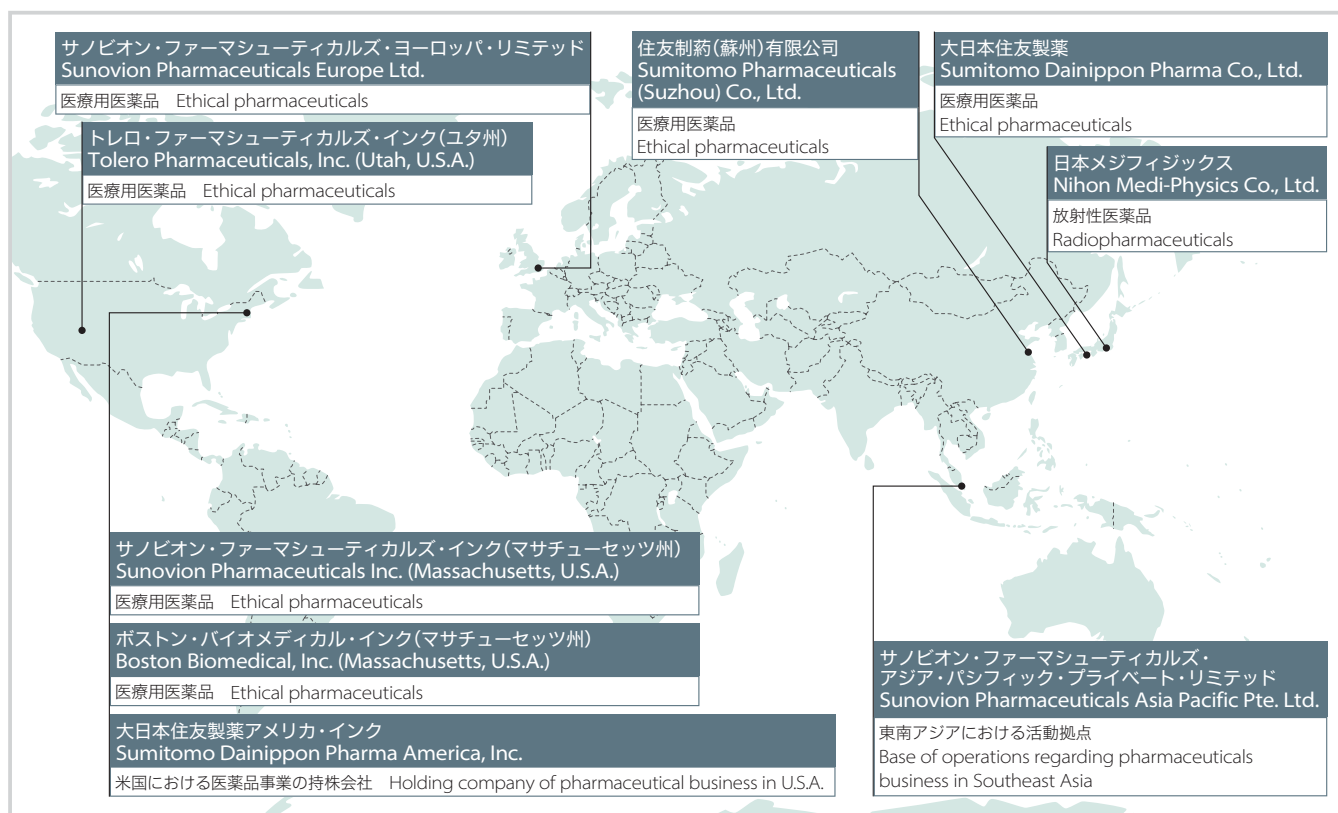 サノビオン・ファーマシューティカルズ・ヨーロッパ・リミテッド
Sunovion Pharmaceuticals Europe Ltd.
医療用医薬品 Ethical pharmaceuticals
トレロ・ファーマシューティカルズ・インク(ユタ州)
Tolero Pharmaceuticals, Inc. (Utah, U.S.A.)
医療用医薬品 Ethical pharmaceuticals
住友制葯(蘇州)有限公司
Sumitomo Pharmaceuticals
(Suzhou) Co., Ltd.
医療用医薬品
Ethical pharmaceuticals
大日本住友製薬
Sumitomo Dainippon Pharma Co., Ltd.
医療用医薬品
Ethical pharmaceuticals
日本メジフィジックス
Nihon Medi-Physics Co., Ltd.
放射性医薬品
Radiopharmaceuticals
サノビオン・ファーマシューティカルズ・インク(マサチューセッツ州)
Sunovion Pharmaceuticals Inc. (Massachusetts, U.S.A.)
医療用医薬品 Ethical pharmaceuticals
ボストン・バイオメディカル・インク(マサチューセッツ州)
Boston Biomedical, Inc. (Massachusetts, U.S.A.)
医療用医薬品 Ethical pharmaceuticals
大日本住友製薬アメリカ・インク
Sumitomo Dainippon Pharma America, Inc.
米国における医薬品事業の持株会社 Holding company of pharmaceutical business in U.S.A.
サノビオン・ファーマシューティカルズ・
アジア・パシフィック・プライベート・リミテッド
Sunovion Pharmaceuticals Asia Pacific Pte. Ltd.
東南アジアにおける活動拠点
Base of operations regarding pharmaceuticals
business in Southeast Asia